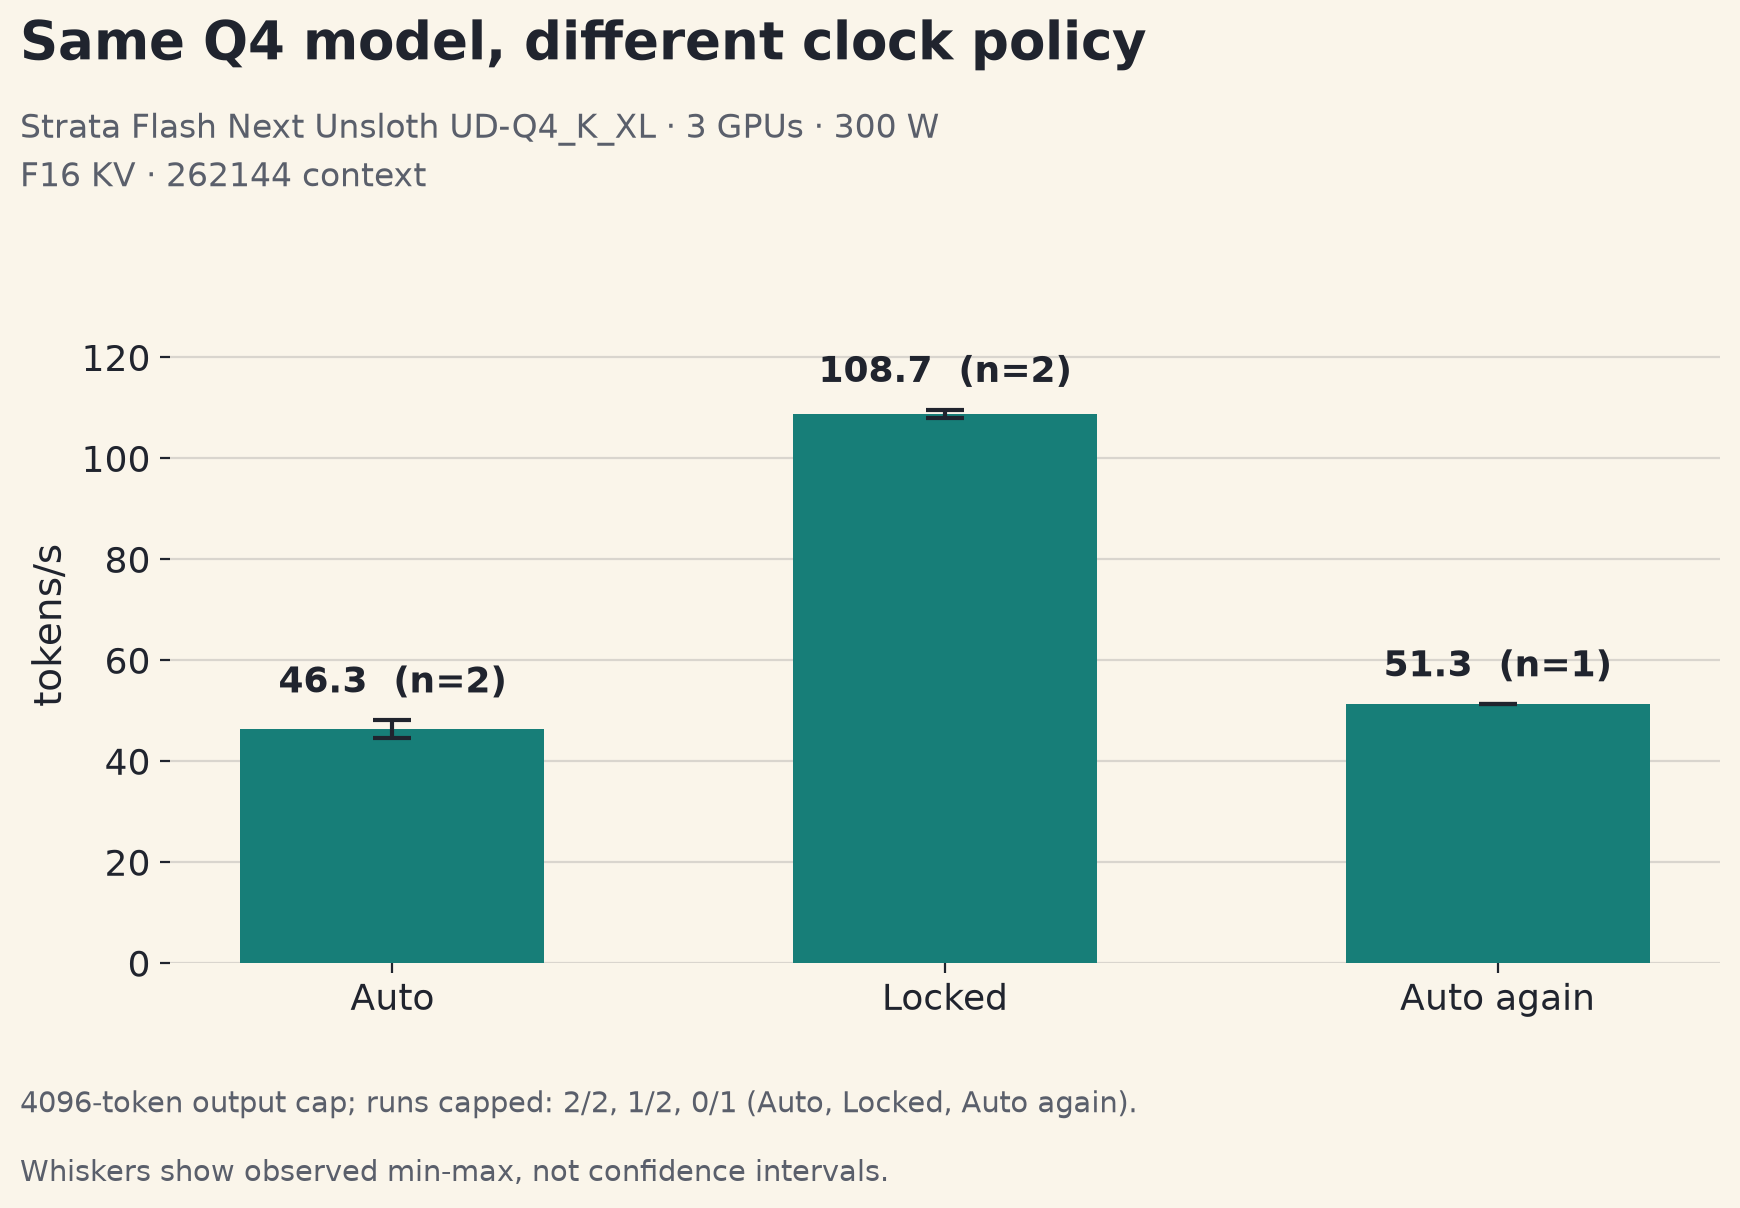 Same Q4 model, different clock policy
Strata Flash Next Unsloth UD-Q4_K_XL · 3 GPUs · 300 W
F16 KV · 262144 context
tokens/s
120
100
80
60
40
20
0
46.3 (n=2)
108.7 (n=2)
51.3 (n=1)
Auto
Locked
Auto again
4096-token output cap; runs capped: 2/2, 1/2, 0/1 (Auto, Locked, Auto again).
Whiskers show observed min-max, not confidence intervals.